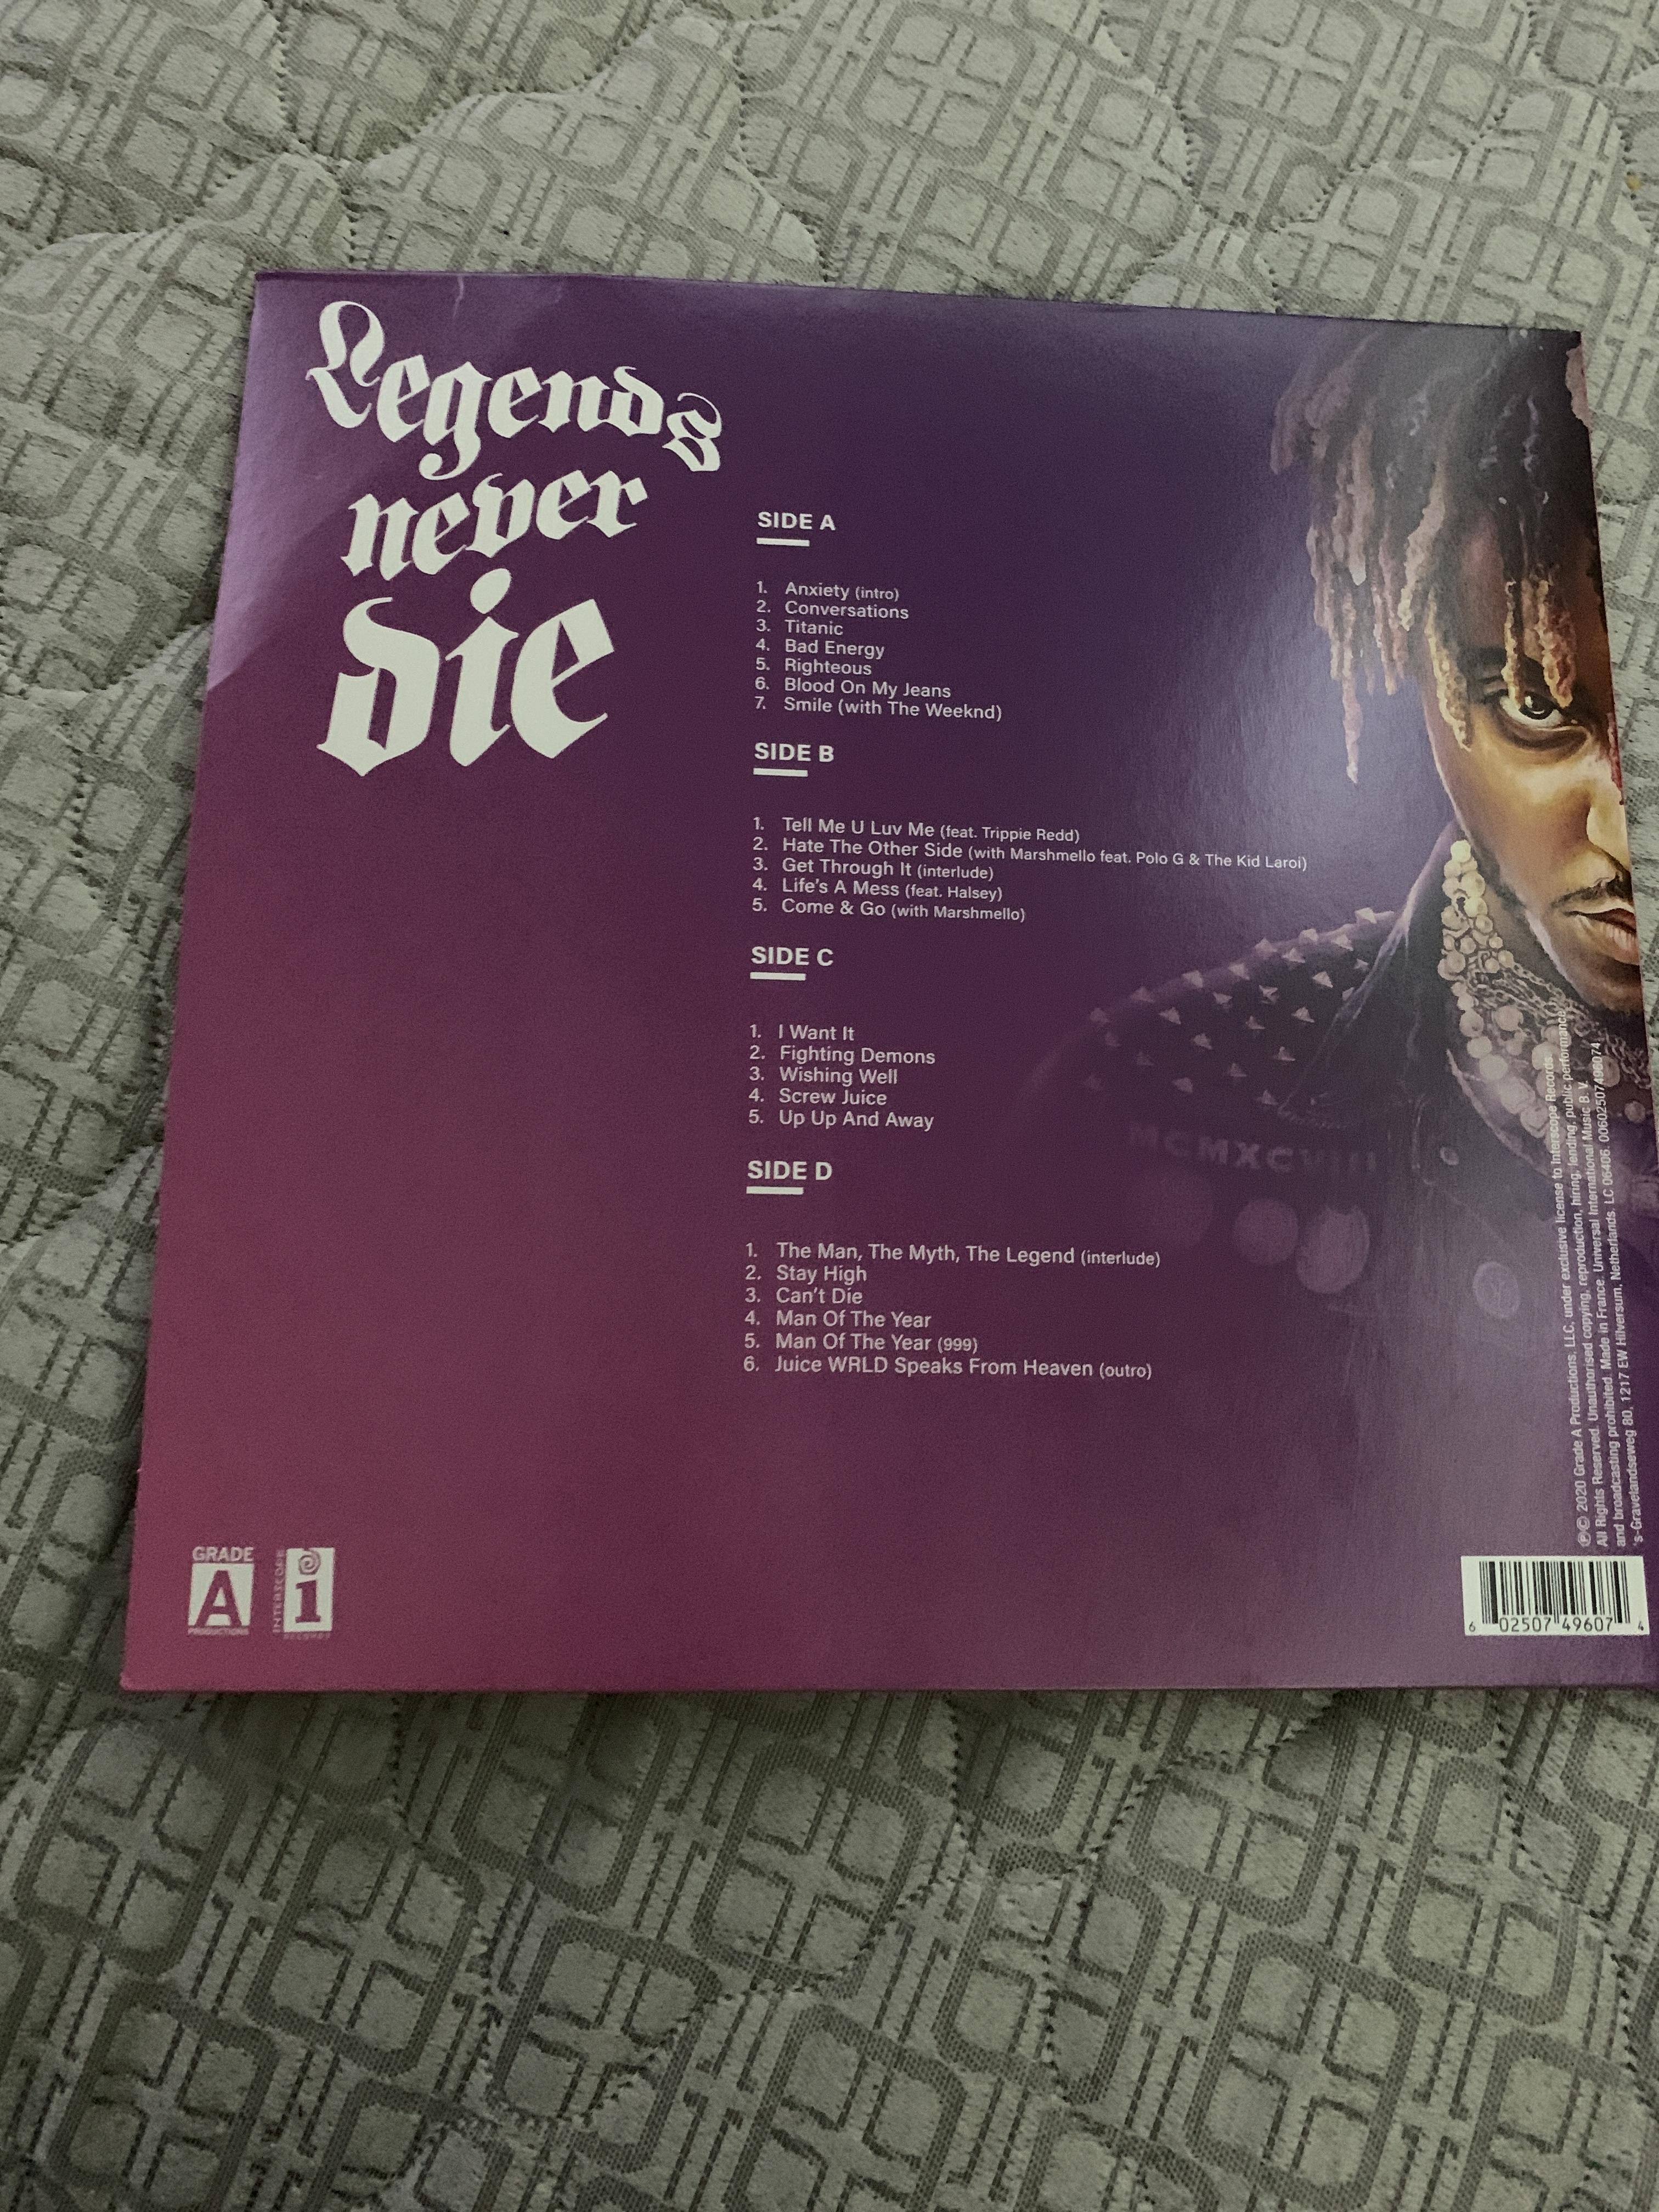 Legends
never
die
SIDE A
1. Anxiety (intro)
2. Conversations
3. Titanic
4. Bad Energy
5. Righteous
6. Blood On My Jeans
7. Smile (with The Weeknd)
SIDE B
1. Tell Me U Luv Me (feat. Trippie Redd)
2. Hate The Other Side (with Marshmello feat. Polo G & The Kid Laroi)
3. Get Through It (interlude)
4. Life's A Mess (feat. Halsey)
5. Come & Go (with Marshmello)
SIDE C
1. I Want It
2. Fighting Demons
3. Wishing Well
4. Screw Juice
5. Up Up And Away
SIDE D
1. The Man, The Myth, The Legend (interlude)
2. Stay High
3. Can't Die
4. Man Of The Year
5. Man Of The Year (999)
6. Juice WRLD Speaks From Heaven (outro)
MCMXCVIII
℗© 2020 Grade A Productions, LLC, under exclusive license to Interscope Records.
All Rights Reserved. Unauthorised copying, reproduction, hiring, lending, public performance
and broadcasting prohibited. Made in France. Universal International Music B. V.
's-Gravelandseweg 80, 1217 EW Hilversum, Netherlands. LC 06406. 00602507496074
GRADE
A
PRODUCTIONS
INTERSCOPE
i
RECORDS
6 02507 49607 4